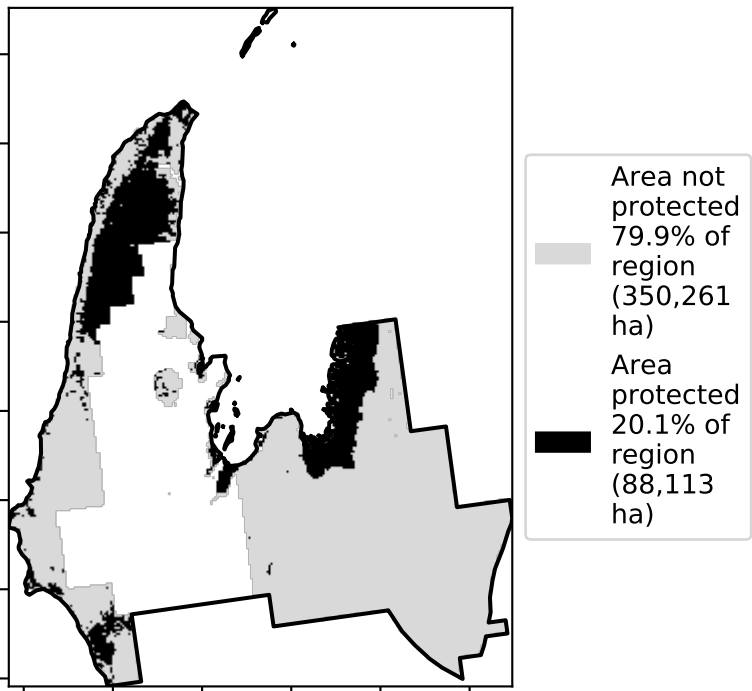 Area not
protected
79.9% of
region
(350,261
ha)
Area
protected
20.1% of
region
(88,113
ha)